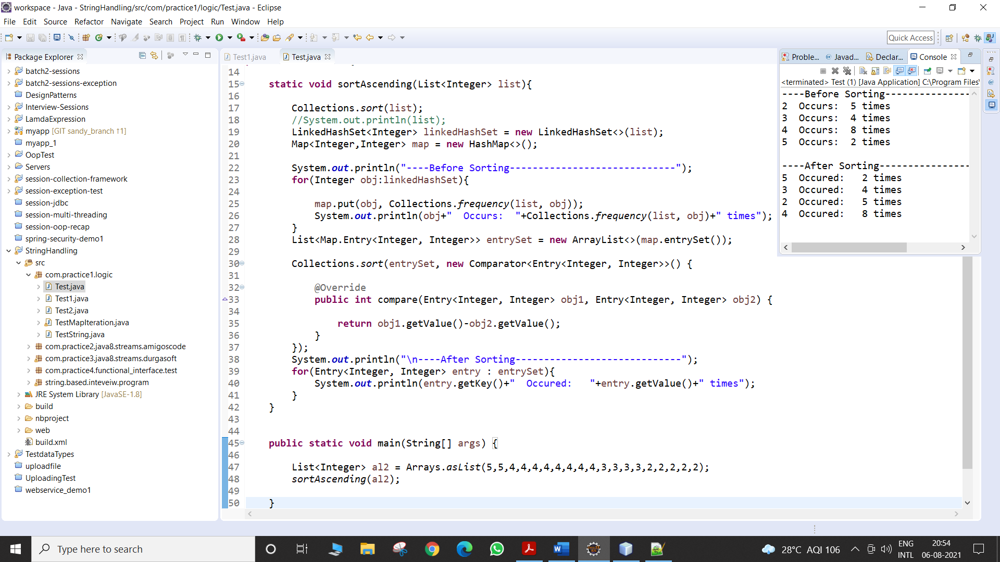 workspace - Java - StringHandling/src/com/practice1/logic/Test.java - Eclipse
File Edit Source Refactor Navigate Search Project Run Window Help
Quick Access
Package Explorer
batch2-sessions
batch2-sessions-exception
DesignPatterns
Interview-Sessions
LamdaExpression
myapp [GIT sandy_branch ↑1]
myapp_1
OopTest
Servers
session-collection-framework
session-exception-test
session-jdbc
session-multi-threading
session-oop-recap
spring-security-demo1
StringHandling
src
com.practice1.logic
Test.java
Test1.java
Test2.java
TestMapIteration.java
TestString.java
com.practice2.java8.streams.amigoscode
com.practice3.java8.streams.durgasoft
com.practice4.functional_interface.test
string.based.inteveiw.program
JRE System Library [JavaSE-1.8]
build
nbproject
web
build.xml
TestdataTypes
uploadfile
UploadingTest
webservice_demo1
Test1.java Test.java
14
15 static void sortAscending(List<Integer> list){
16
17 Collections.sort(list);
18 //System.out.println(list);
19 LinkedHashSet<Integer> linkedHashSet = new LinkedHashSet<>(list);
20 Map<Integer,Integer> map = new HashMap<>();
21
22 System.out.println("----Before Sorting-----------------------------");
23 for(Integer obj:linkedHashSet){
24
25 map.put(obj, Collections.frequency(list, obj));
26 System.out.println(obj+"  Occurs:  "+Collections.frequency(list, obj)+" times");
27 }
28 List<Map.Entry<Integer, Integer>> entrySet = new ArrayList<>(map.entrySet());
29
30 Collections.sort(entrySet, new Comparator<Entry<Integer, Integer>>() {
31
32 @Override
33 public int compare(Entry<Integer, Integer> obj1, Entry<Integer, Integer> obj2) {
34
35 return obj1.getValue()-obj2.getValue();
36 }
37 });
38 System.out.println("\n----After Sorting-----------------------------");
39 for(Entry<Integer, Integer> entry : entrySet){
40 System.out.println(entry.getKey()+"  Occured:   "+entry.getValue()+" times");
41 }
42 }
43
44
45 public static void main(String[] args) {
46
47 List<Integer> al2 = Arrays.asList(5,5,4,4,4,4,4,4,4,4,3,3,3,3,2,2,2,2,2);
48 sortAscending(al2);
49
50 }
Proble... Javad... Declar... Console
<terminated> Test (1) [Java Application] C:\Program Files\
----Before Sorting---------------
2  Occurs:  5 times
3  Occurs:  4 times
4  Occurs:  8 times
5  Occurs:  2 times
----After Sorting----------------
5  Occured:   2 times
3  Occured:   4 times
2  Occured:   5 times
4  Occured:   8 times
Type here to search
28°C AQI 106
ENG
INTL
20:54
06-08-2021